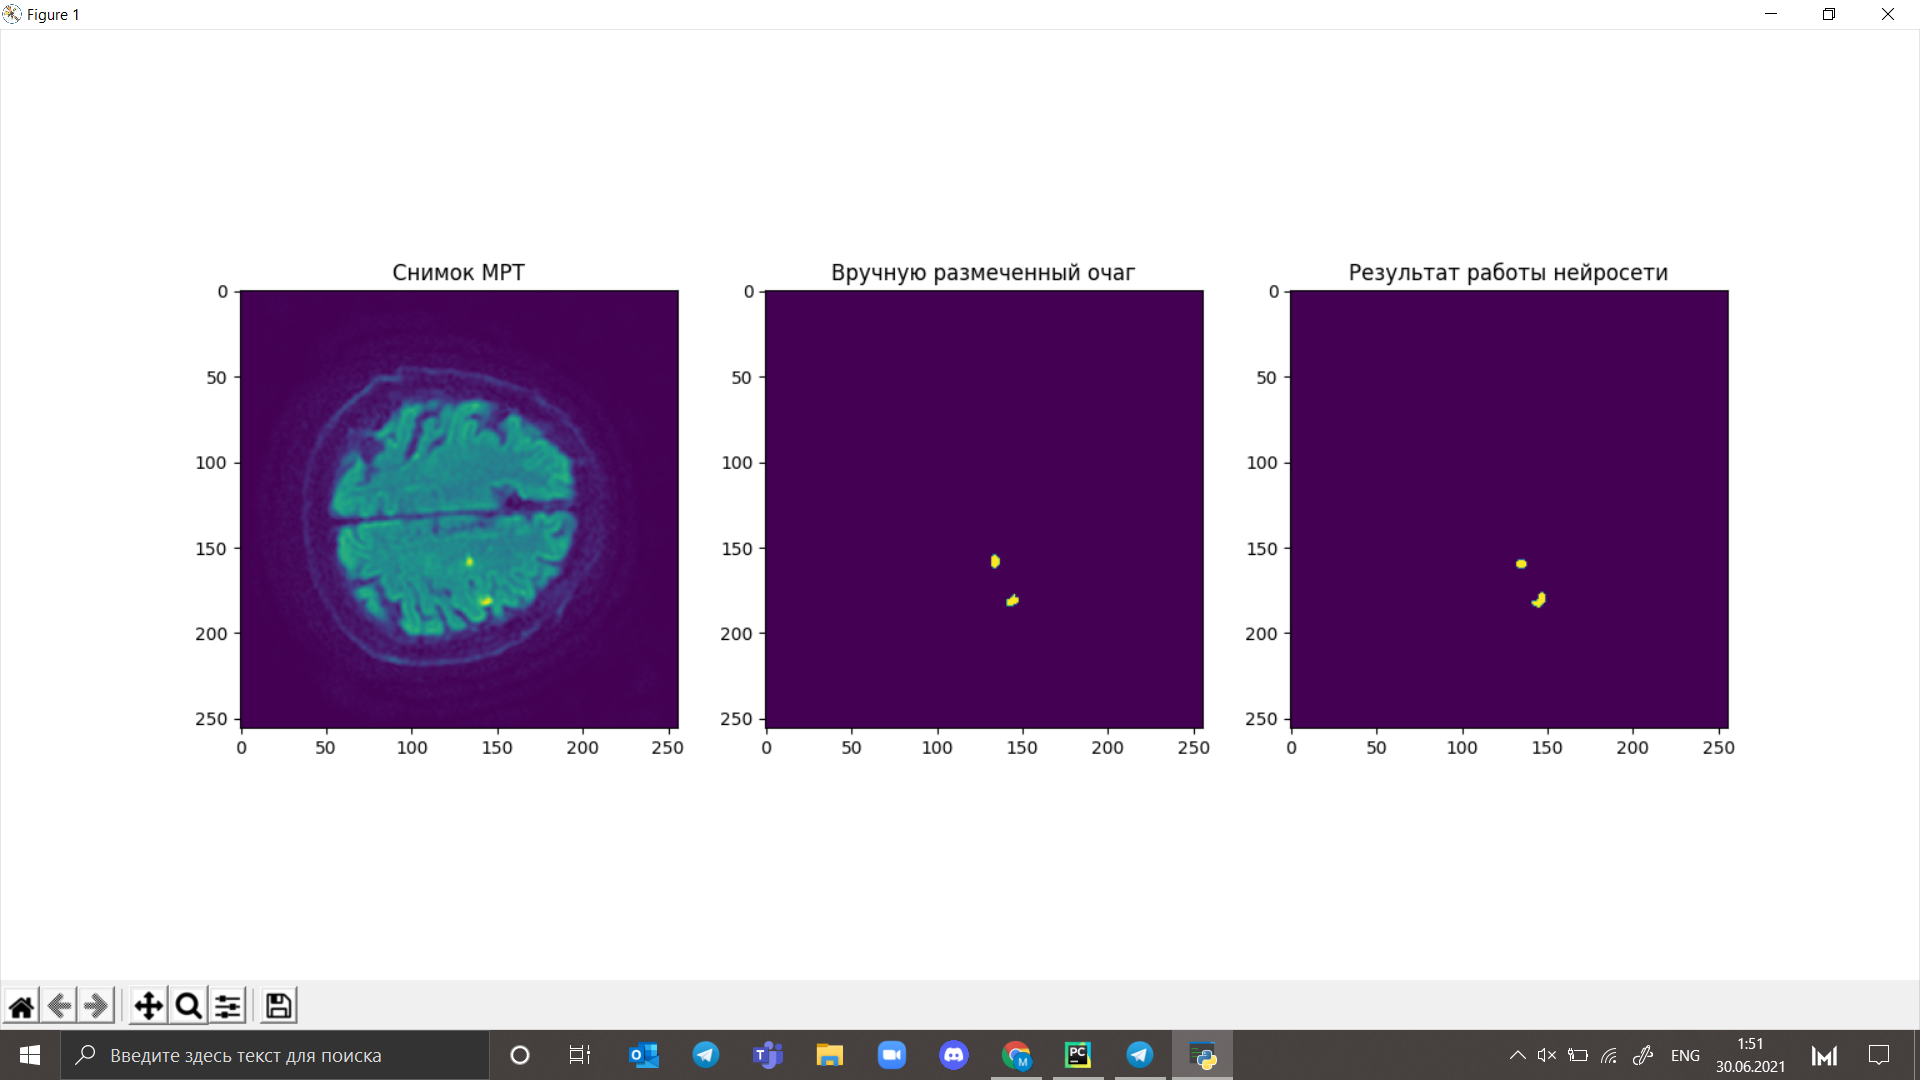 Figure 1
Снимок МРТ
Вручную размеченный очаг
Результат работы нейросети
0
50
100
150
200
250
0 50 100 150 200 250
0
50
100
150
200
250
0 50 100 150 200 250
0
50
100
150
200
250
0 50 100 150 200 250
Введите здесь текст для поиска
ENG
1:51
30.06.2021